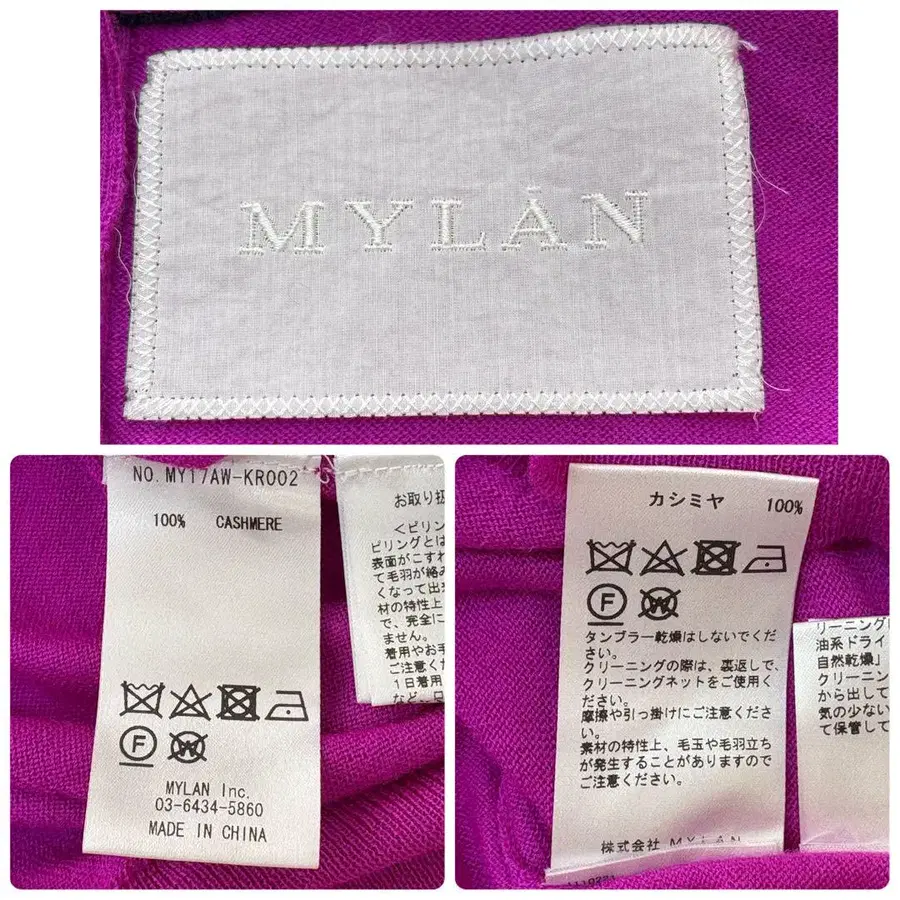 MYLÀN
NO. MY17AW-KR002
100% CASHMERE
MYLAN Inc.
03-6434-5860
MADE IN CHINA
お取り扱
<ピリン
ピリングとは
表面がこすれ
て毛羽が絡み
くなって出来
材の特性上
で、完全に
ません。
着用やお手
ご注意くだ
1日着用
など、
カシミヤ 100%
F W
タンブラー乾燥はしないでくだ
さい。
クリーニングの際は、裏返しで、
クリーニングネットをご使用く
ださい。
摩擦や引っ掛けにご注意くださ
い。
素材の特性上、毛玉や毛羽立ち
が発生することがありますので
ご注意ください。
株式会社 MYLAN
リーニング
油系ドライ
自然乾燥」
クリーニン
から出して
気の少ない
て保管して